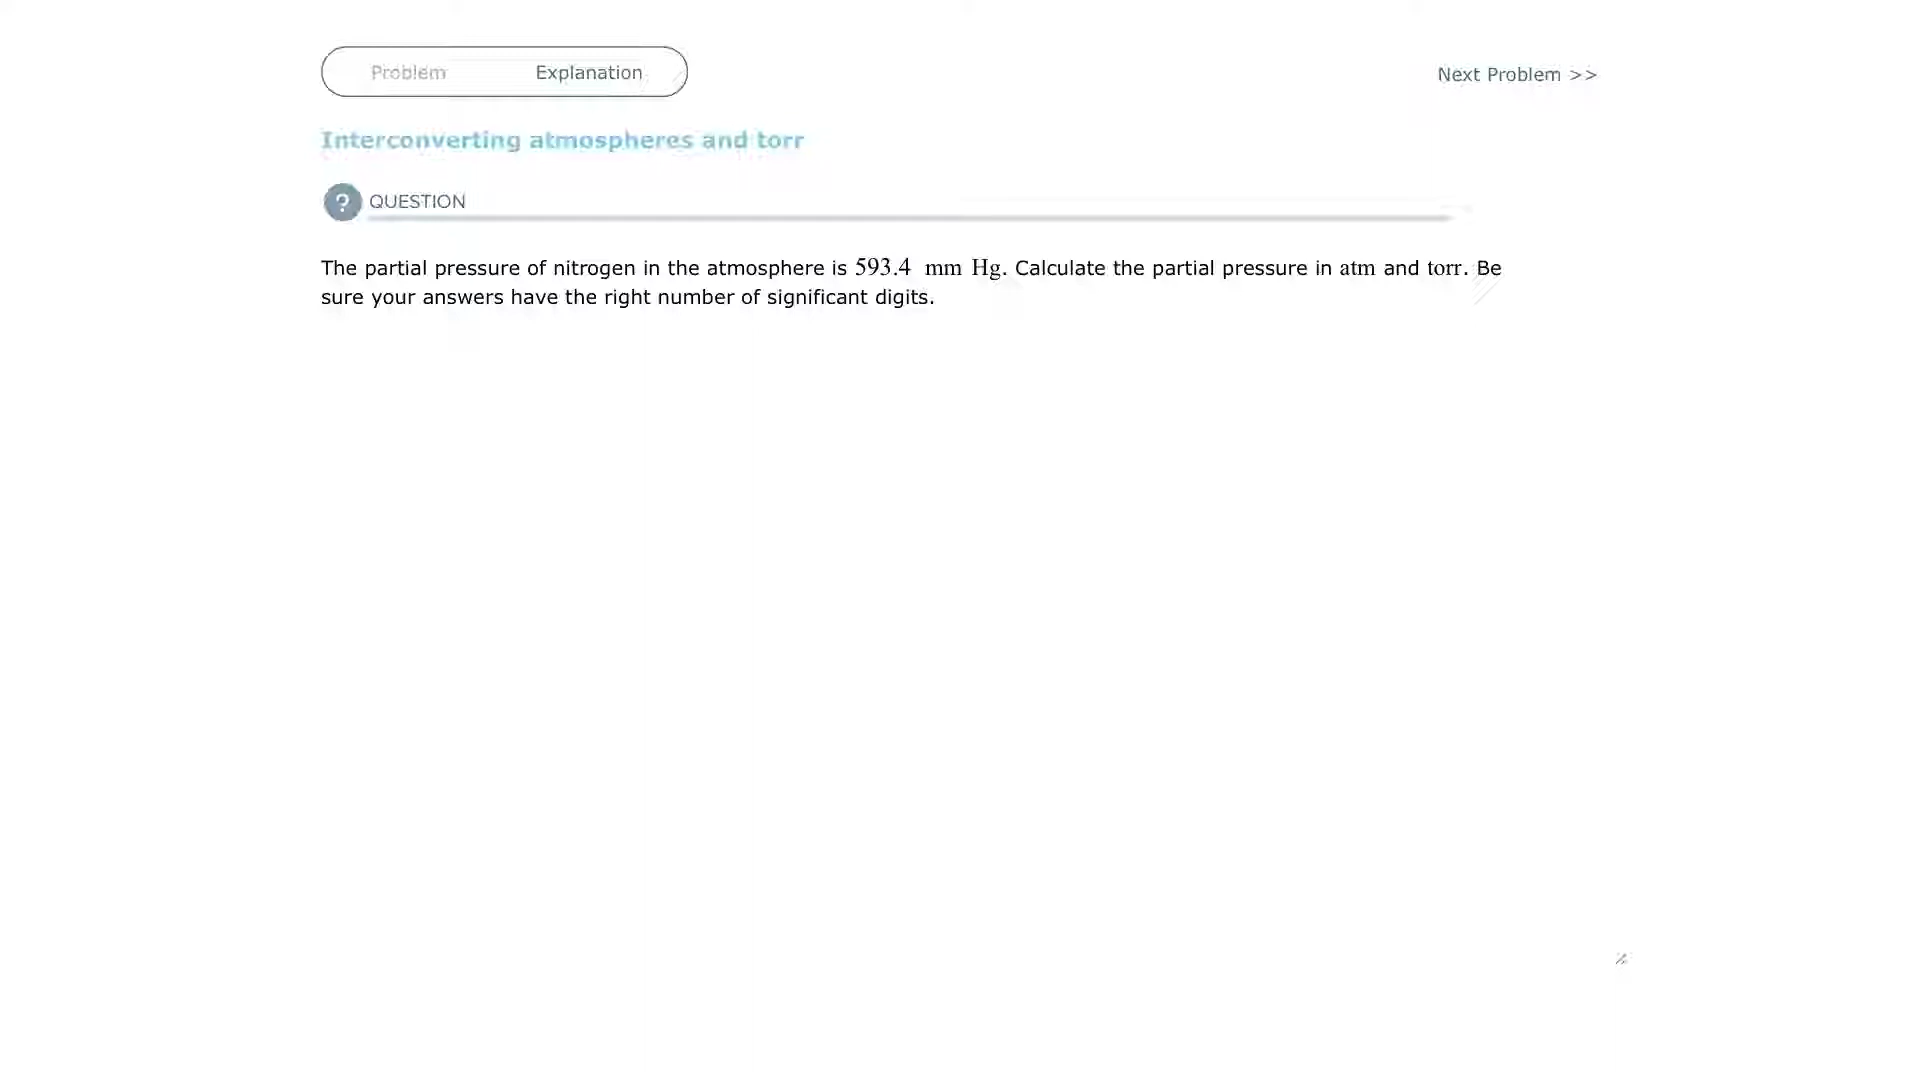 Problem Explanation
Next Problem >>
Interconverting atmospheres and torr
? QUESTION
The partial pressure of nitrogen in the atmosphere is 593.4 mm Hg. Calculate the partial pressure in atm and torr. Be
sure your answers have the right number of significant digits.